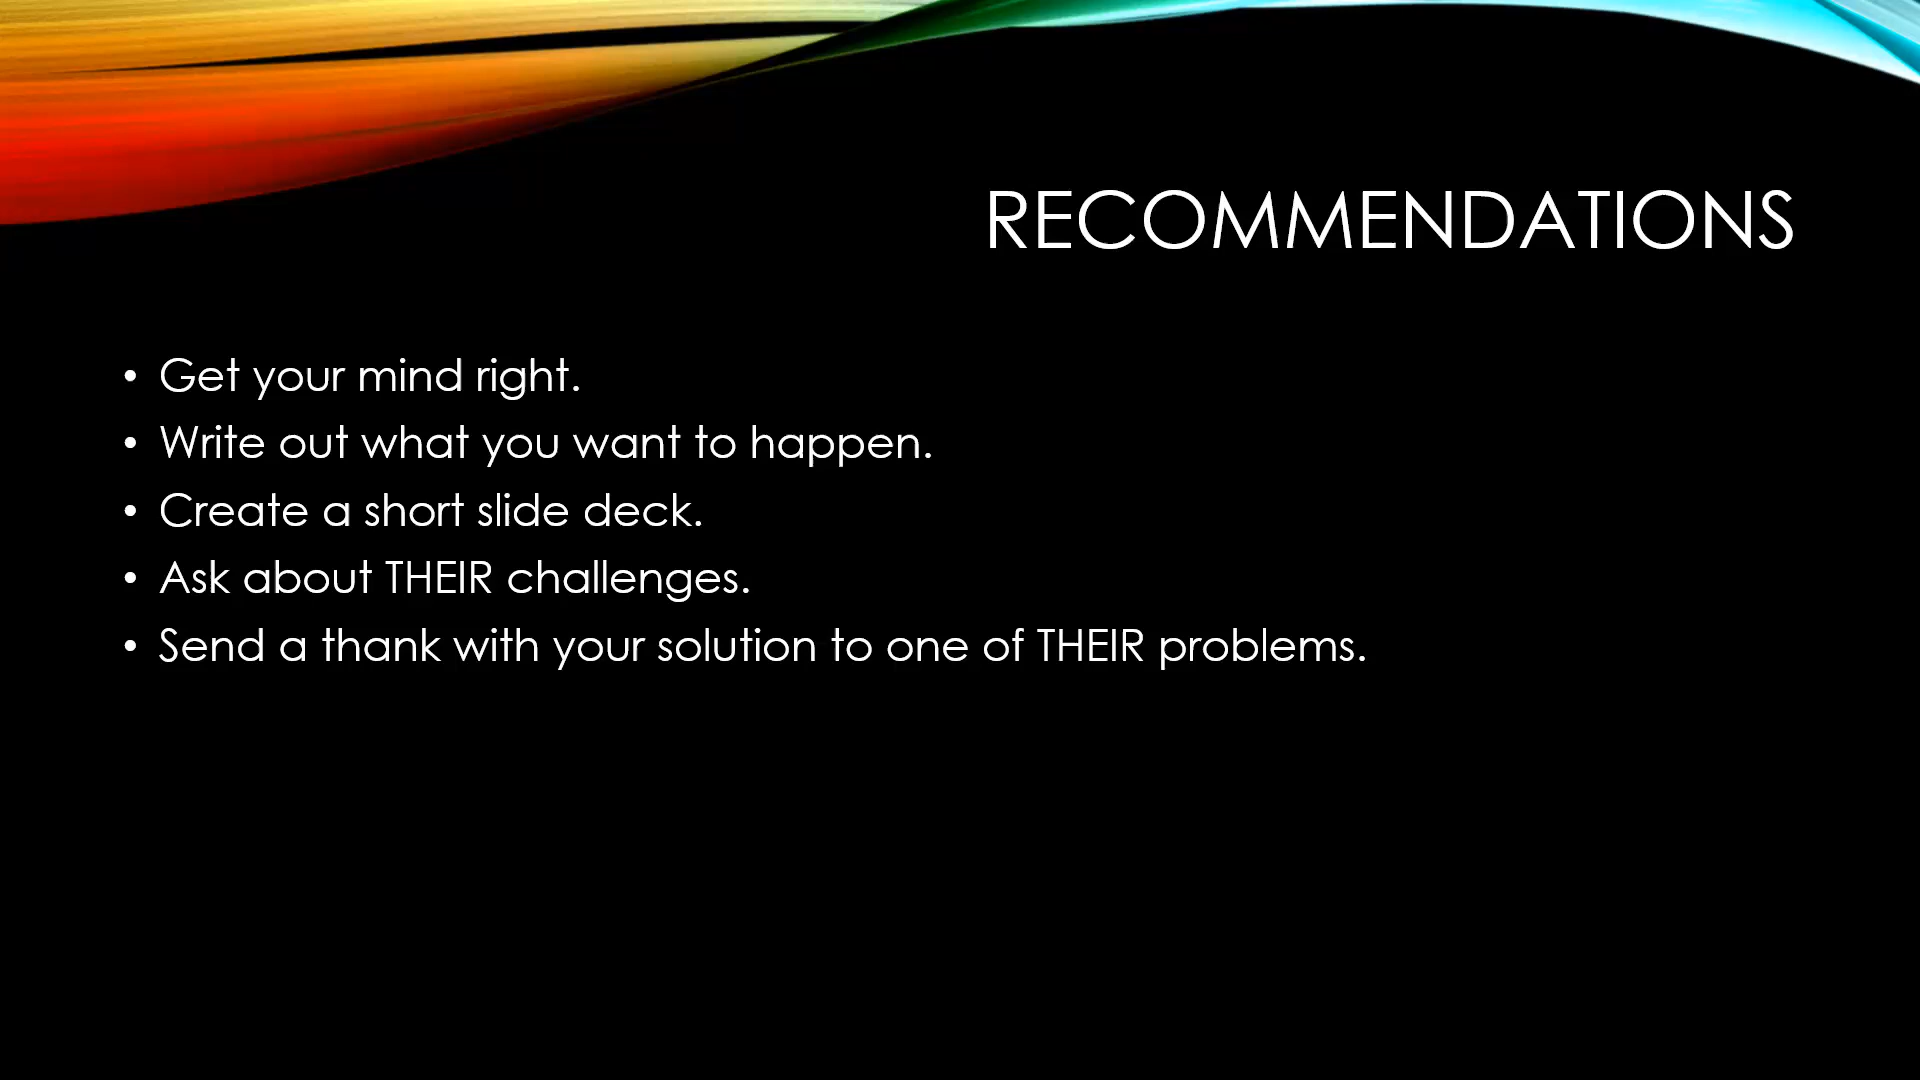 RECOMMENDATIONS
• Get your mind right.
• Write out what you want to happen.
• Create a short slide deck.
• Ask about THEIR challenges.
• Send a thank with your solution to one of THEIR problems.